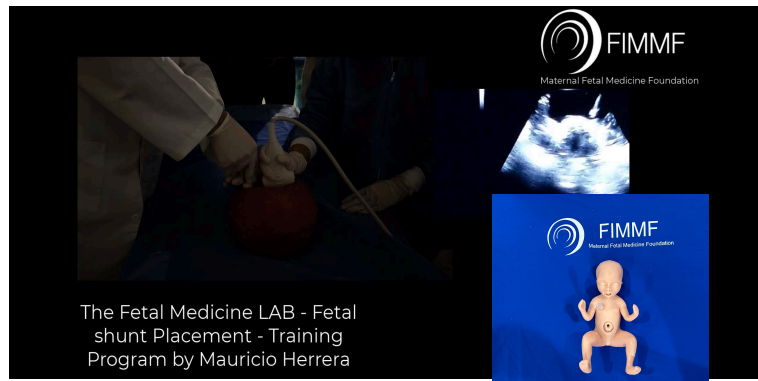 FIMMF
Maternal Fetal Medicine Foundation
FIMMF
Maternal Fetal Medicine Foundation
The Fetal Medicine LAB - Fetal
shunt Placement - Training
Program by Mauricio Herrera